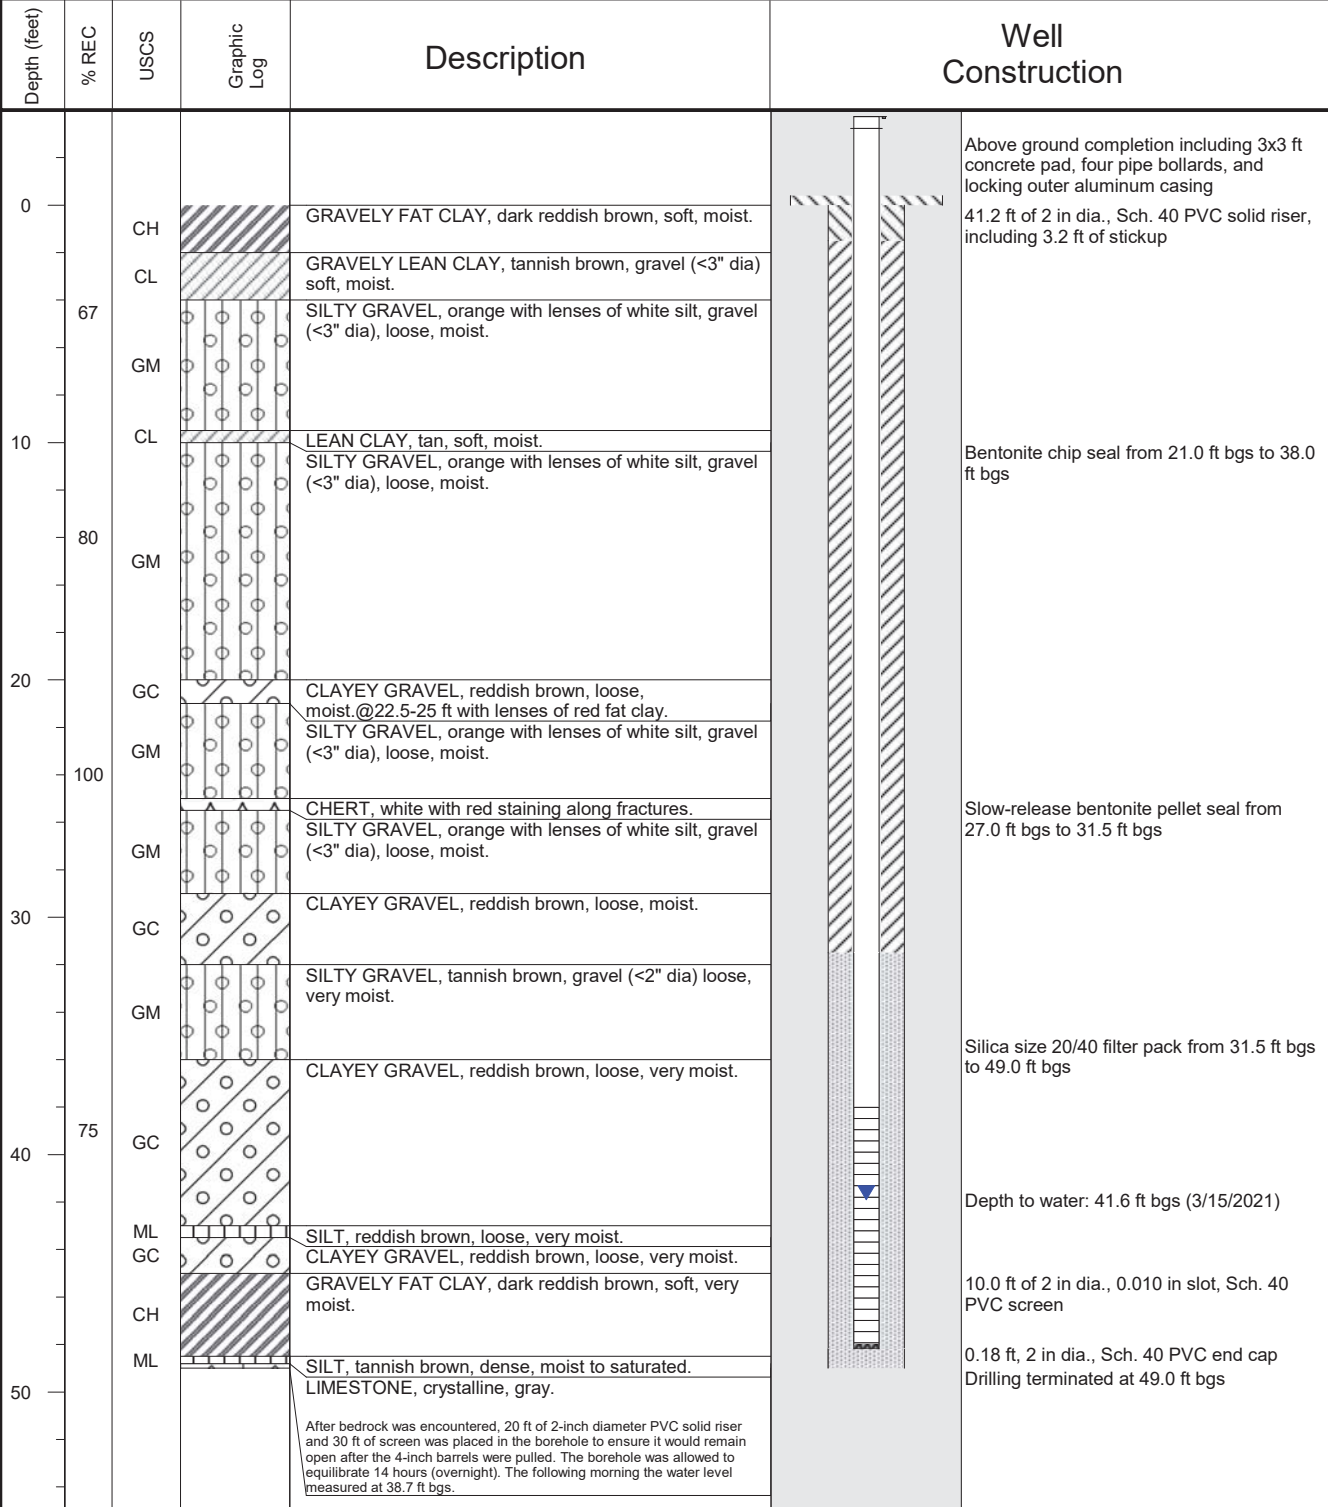 Depth (feet)
% REC
USCS
Graphic
Log
Description
Well
Construction
Above ground completion including 3x3 ft
concrete pad, four pipe bollards, and
locking outer aluminum casing
0
CH
GRAVELY FAT CLAY, dark reddish brown, soft, moist.
41.2 ft of 2 in dia., Sch. 40 PVC solid riser,
including 3.2 ft of stickup
CL
GRAVELY LEAN CLAY, tannish brown, gravel (<3" dia)
soft, moist.
67
SILTY GRAVEL, orange with lenses of white silt, gravel
(<3" dia), loose, moist.
GM
CL
10
LEAN CLAY, tan, soft, moist.
SILTY GRAVEL, orange with lenses of white silt, gravel
(<3" dia), loose, moist.
Bentonite chip seal from 21.0 ft bgs to 38.0
ft bgs
80
GM
20
GC
CLAYEY GRAVEL, reddish brown, loose,
moist.@22.5-25 ft with lenses of red fat clay.
SILTY GRAVEL, orange with lenses of white silt, gravel
(<3" dia), loose, moist.
GM
100
CHERT, white with red staining along fractures.
SILTY GRAVEL, orange with lenses of white silt, gravel
(<3" dia), loose, moist.
Slow-release bentonite pellet seal from
27.0 ft bgs to 31.5 ft bgs
GM
30
GC
CLAYEY GRAVEL, reddish brown, loose, moist.
SILTY GRAVEL, tannish brown, gravel (<2" dia) loose,
very moist.
GM
Silica size 20/40 filter pack from 31.5 ft bgs
to 49.0 ft bgs
CLAYEY GRAVEL, reddish brown, loose, very moist.
75
GC
40
Depth to water: 41.6 ft bgs (3/15/2021)
ML
SILT, reddish brown, loose, very moist.
GC
CLAYEY GRAVEL, reddish brown, loose, very moist.
GRAVELY FAT CLAY, dark reddish brown, soft, very
moist.
10.0 ft of 2 in dia., 0.010 in slot, Sch. 40
PVC screen
CH
ML
SILT, tannish brown, dense, moist to saturated.
0.18 ft, 2 in dia., Sch. 40 PVC end cap
50
LIMESTONE, crystalline, gray.
Drilling terminated at 49.0 ft bgs
After bedrock was encountered, 20 ft of 2-inch diameter PVC solid riser
and 30 ft of screen was placed in the borehole to ensure it would remain
open after the 4-inch barrels were pulled. The borehole was allowed to
equilibrate 14 hours (overnight). The following morning the water level
measured at 38.7 ft bgs.